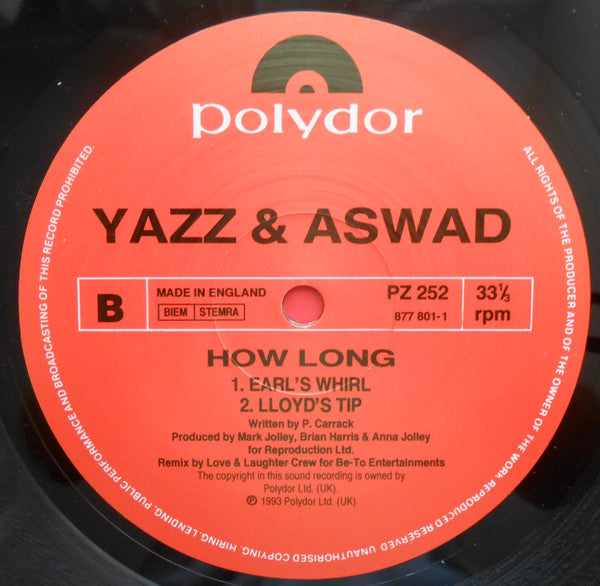 polydor
YAZZ & ASWAD
B
MADE IN ENGLAND
BIEM STEMRA
PZ 252
877 801-1
33⅓
rpm
HOW LONG
1. EARL'S WHIRL
2. LLOYD'S TIP
Written by P. Carrack
Produced by Mark Jolley, Brian Harris & Anna Jolley
for Reproduction Ltd.
Remix by Love & Laughter Crew for Be-To Entertainments
The copyright in this sound recording is owned by
Polydor Ltd. (UK).
℗ 1993 Polydor Ltd. (UK)
ALL RIGHTS OF THE PRODUCER AND OF THE OWNER OF THE WORK REPRODUCED RESERVED UNAUTHORISED COPYING, HIRING, LENDING, PUBLIC PERFORMANCE AND BROADCASTING OF THIS RECORD PROHIBITED.